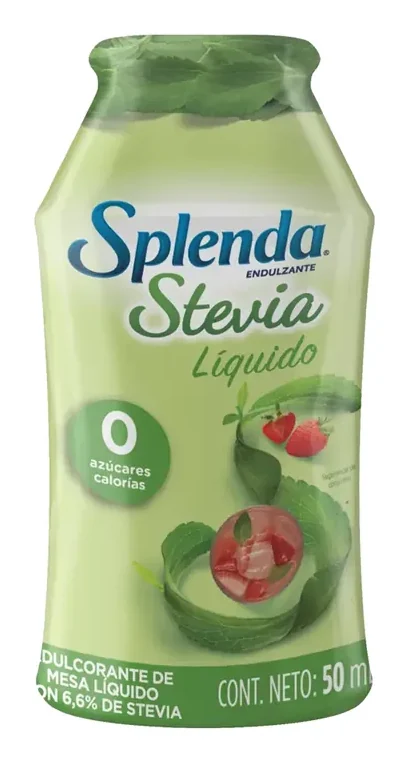 Splenda®
ENDULZANTE
Stevia
Líquido
0
azúcares
calorías
DULCORANTE DE
MESA LÍQUIDO
ON 6,6% DE STEVIA
CONT. NETO: 50 m